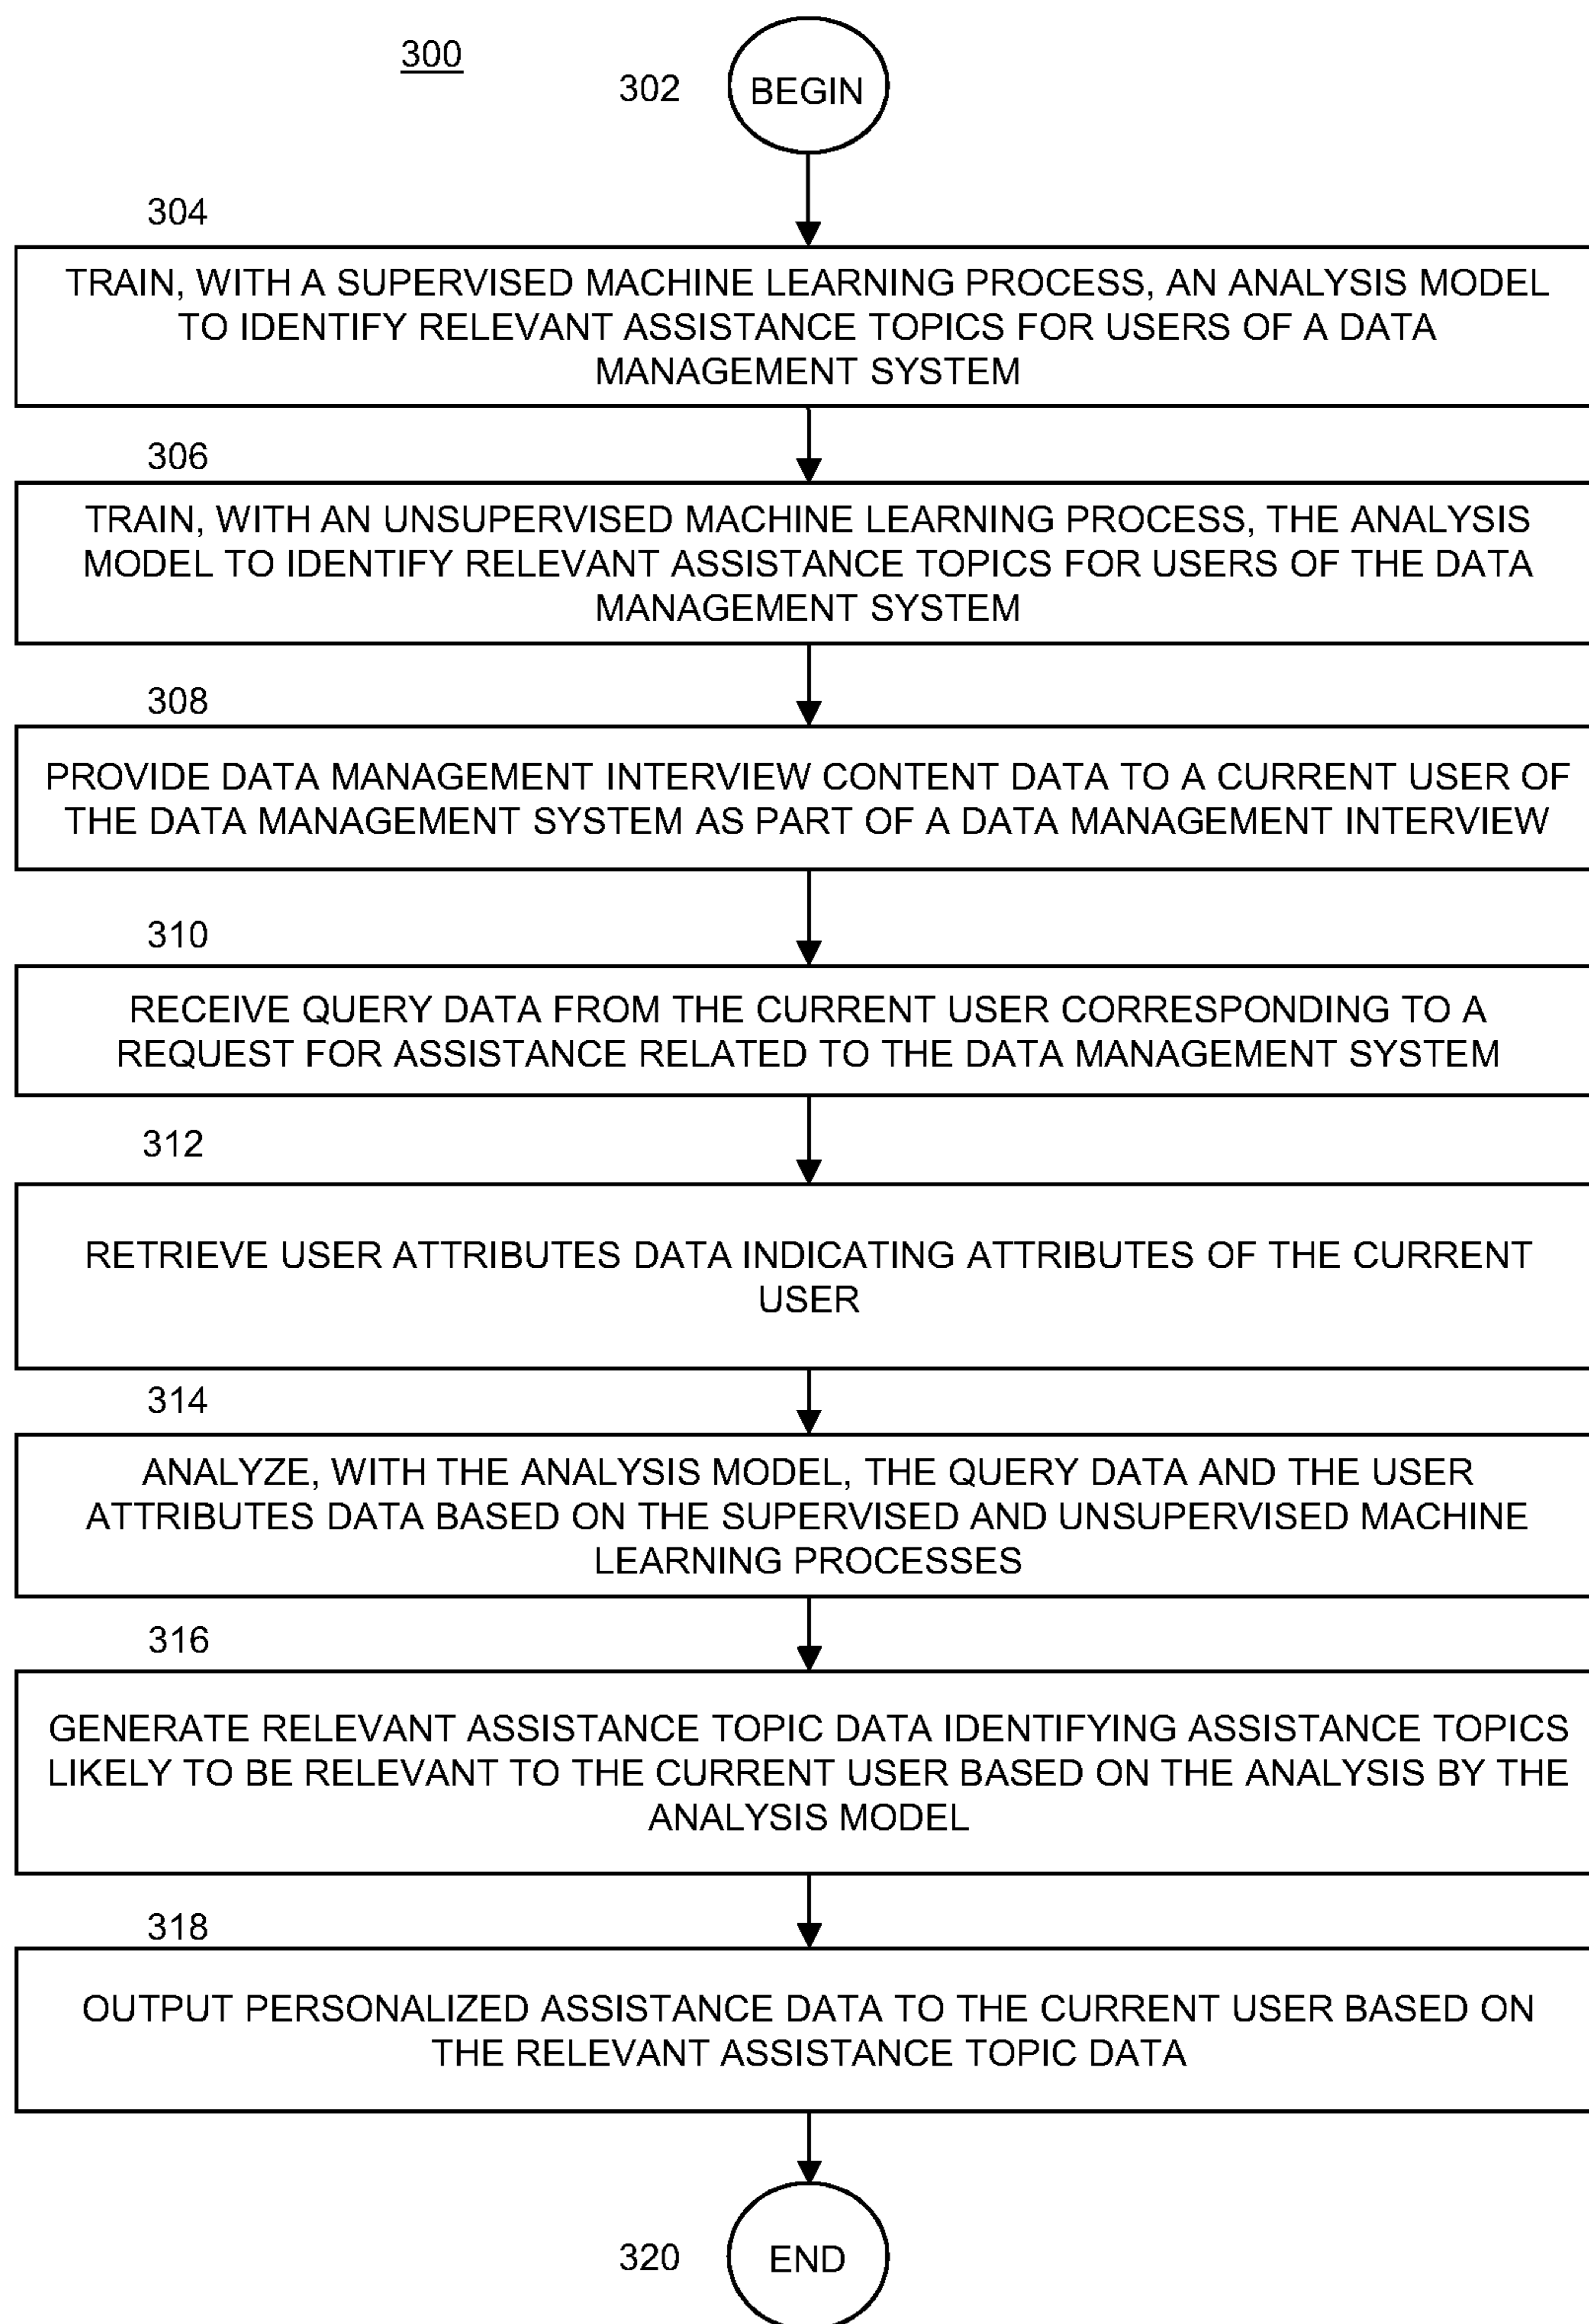 300
302
BEGIN
304
TRAIN, WITH A SUPERVISED MACHINE LEARNING PROCESS, AN ANALYSIS MODEL
TO IDENTIFY RELEVANT ASSISTANCE TOPICS FOR USERS OF A DATA
MANAGEMENT SYSTEM
306
TRAIN, WITH AN UNSUPERVISED MACHINE LEARNING PROCESS, THE ANALYSIS
MODEL TO IDENTIFY RELEVANT ASSISTANCE TOPICS FOR USERS OF THE DATA
MANAGEMENT SYSTEM
308
PROVIDE DATA MANAGEMENT INTERVIEW CONTENT DATA TO A CURRENT USER OF
THE DATA MANAGEMENT SYSTEM AS PART OF A DATA MANAGEMENT INTERVIEW
310
RECEIVE QUERY DATA FROM THE CURRENT USER CORRESPONDING TO A
REQUEST FOR ASSISTANCE RELATED TO THE DATA MANAGEMENT SYSTEM
312
RETRIEVE USER ATTRIBUTES DATA INDICATING ATTRIBUTES OF THE CURRENT
USER
314
ANALYZE, WITH THE ANALYSIS MODEL, THE QUERY DATA AND THE USER
ATTRIBUTES DATA BASED ON THE SUPERVISED AND UNSUPERVISED MACHINE
LEARNING PROCESSES
316
GENERATE RELEVANT ASSISTANCE TOPIC DATA IDENTIFYING ASSISTANCE TOPICS
LIKELY TO BE RELEVANT TO THE CURRENT USER BASED ON THE ANALYSIS BY THE
ANALYSIS MODEL
318
OUTPUT PERSONALIZED ASSISTANCE DATA TO THE CURRENT USER BASED ON
THE RELEVANT ASSISTANCE TOPIC DATA
320
END